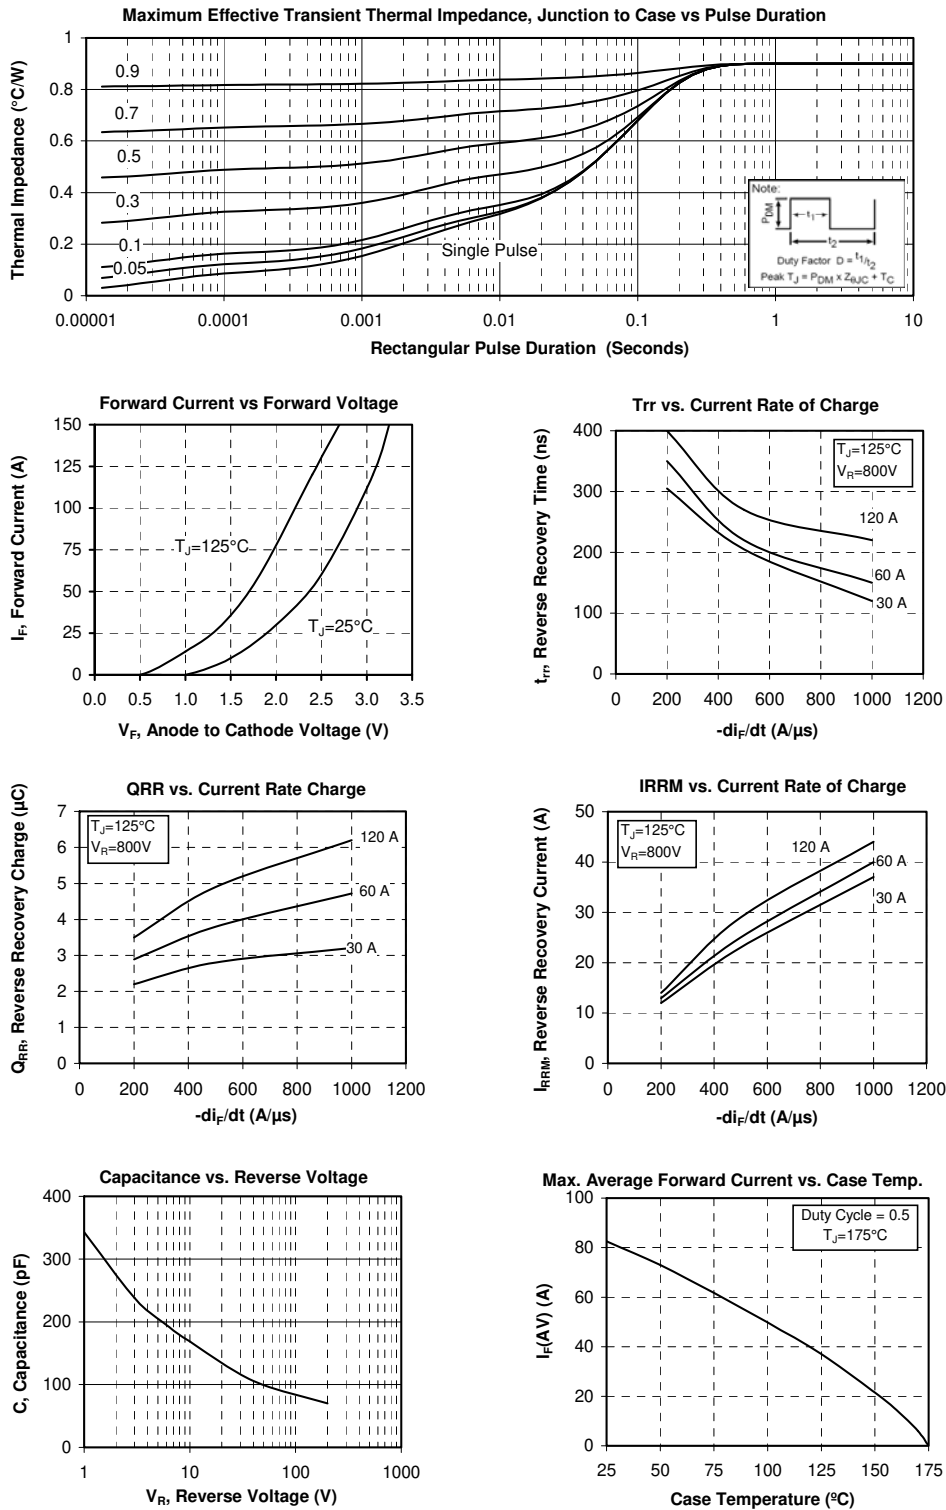 Maximum Effective Transient Thermal Impedance, Junction to Case vs Pulse Duration
Thermal Impedance (°C/W)
1
0.8
0.6
0.4
0.2
0
0.9
0.7
0.5
0.3
0.1
0.05
Single Pulse
Note:
PDM
t1
t2
Duty Factor D = t1/t2
Peak TJ = PDM x ZθJC + TC
0.00001 0.0001 0.001 0.01 0.1 1 10
Rectangular Pulse Duration (Seconds)
Forward Current vs Forward Voltage
IF, Forward Current (A)
150
125
100
75
50
25
0
TJ=125°C
TJ=25°C
0.0 0.5 1.0 1.5 2.0 2.5 3.0 3.5
VF, Anode to Cathode Voltage (V)
Trr vs. Current Rate of Charge
trr, Reverse Recovery Time (ns)
400
300
200
100
0
TJ=125°C
VR=800V
120 A
60 A
30 A
0 200 400 600 800 1000 1200
-diF/dt (A/µs)
QRR vs. Current Rate Charge
QRR, Reverse Recovery Charge (µC)
7
6
5
4
3
2
1
0
TJ=125°C
VR=800V
120 A
60 A
30 A
0 200 400 600 800 1000 1200
-diF/dt (A/µs)
IRRM vs. Current Rate of Charge
IRRM, Reverse Recovery Current (A)
50
40
30
20
10
0
TJ=125°C
VR=800V
120 A
60 A
30 A
0 200 400 600 800 1000 1200
-diF/dt (A/µs)
Capacitance vs. Reverse Voltage
C, Capacitance (pF)
400
300
200
100
0
1 10 100 1000
VR, Reverse Voltage (V)
Max. Average Forward Current vs. Case Temp.
IF(AV) (A)
100
80
60
40
20
0
Duty Cycle = 0.5
TJ=175°C
25 50 75 100 125 150 175
Case Temperature (ºC)